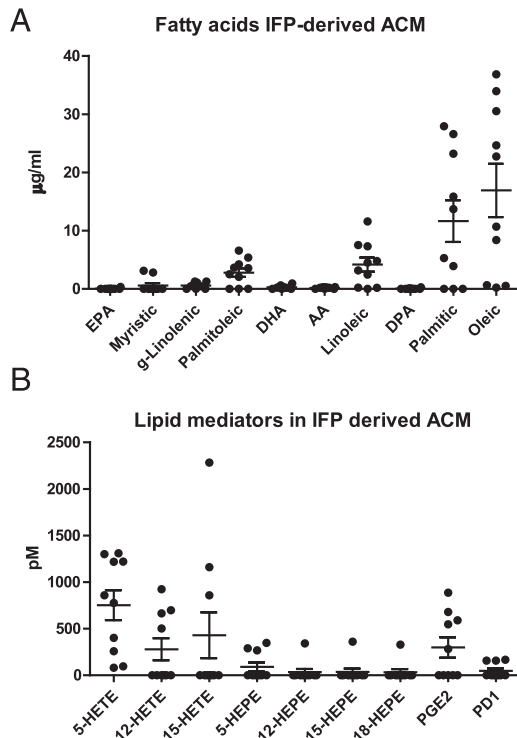 A
Fatty acids IFP-derived ACM
40
30
20
10
0
µg/ml
EPA
Myristic
g-Linolenic
Palmitoleic
DHA
AA
Linoleic
DPA
Palmitic
Oleic
B
Lipid mediators in IFP derived ACM
2500
2000
1500
1000
500
0
pM
5-HETE
12-HETE
15-HETE
5-HEPE
12-HEPE
15-HEPE
18-HEPE
PGE2
PD1